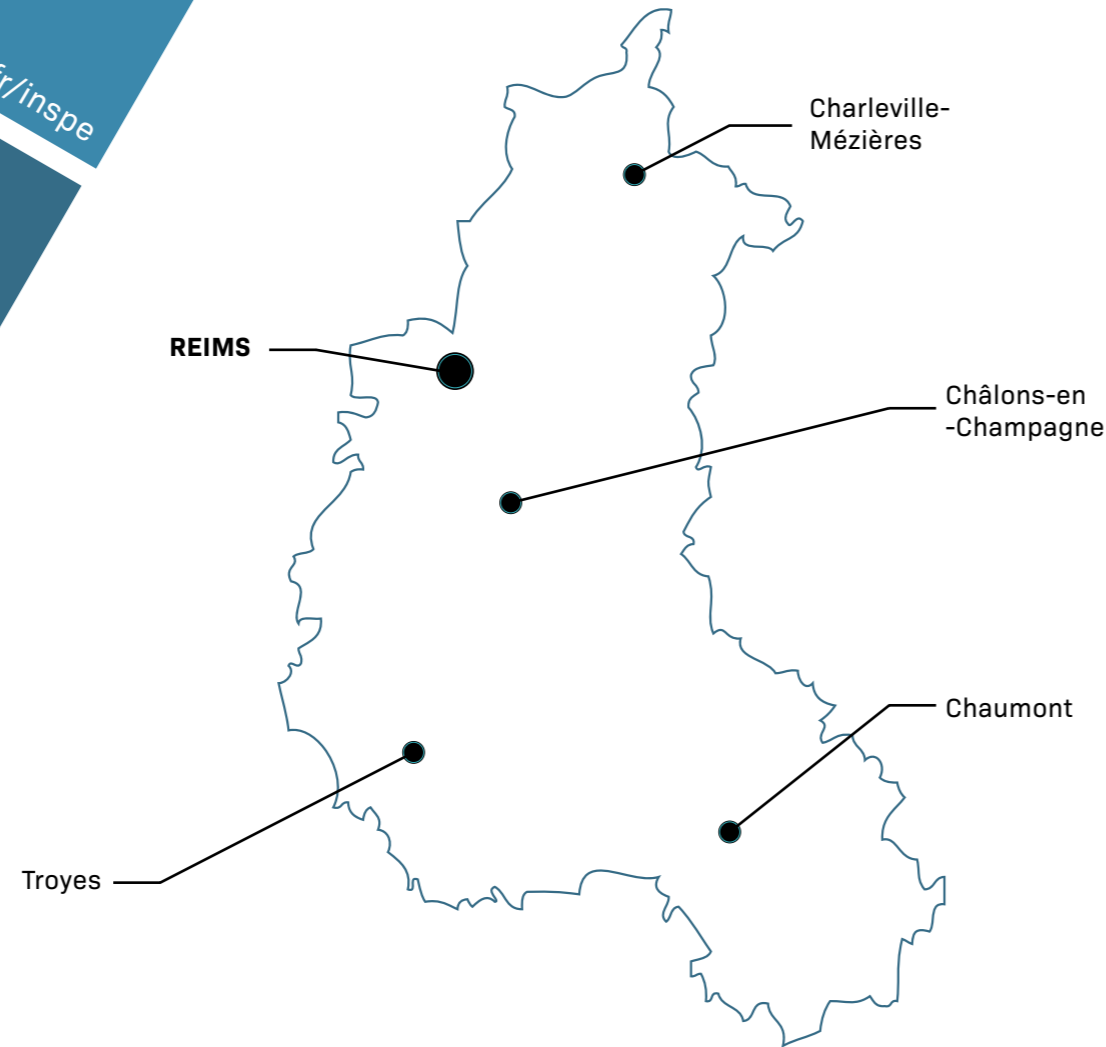 fr/inspe
Charleville-
Mézières
REIMS
Châlons-en
-Champagne
Chaumont
Troyes